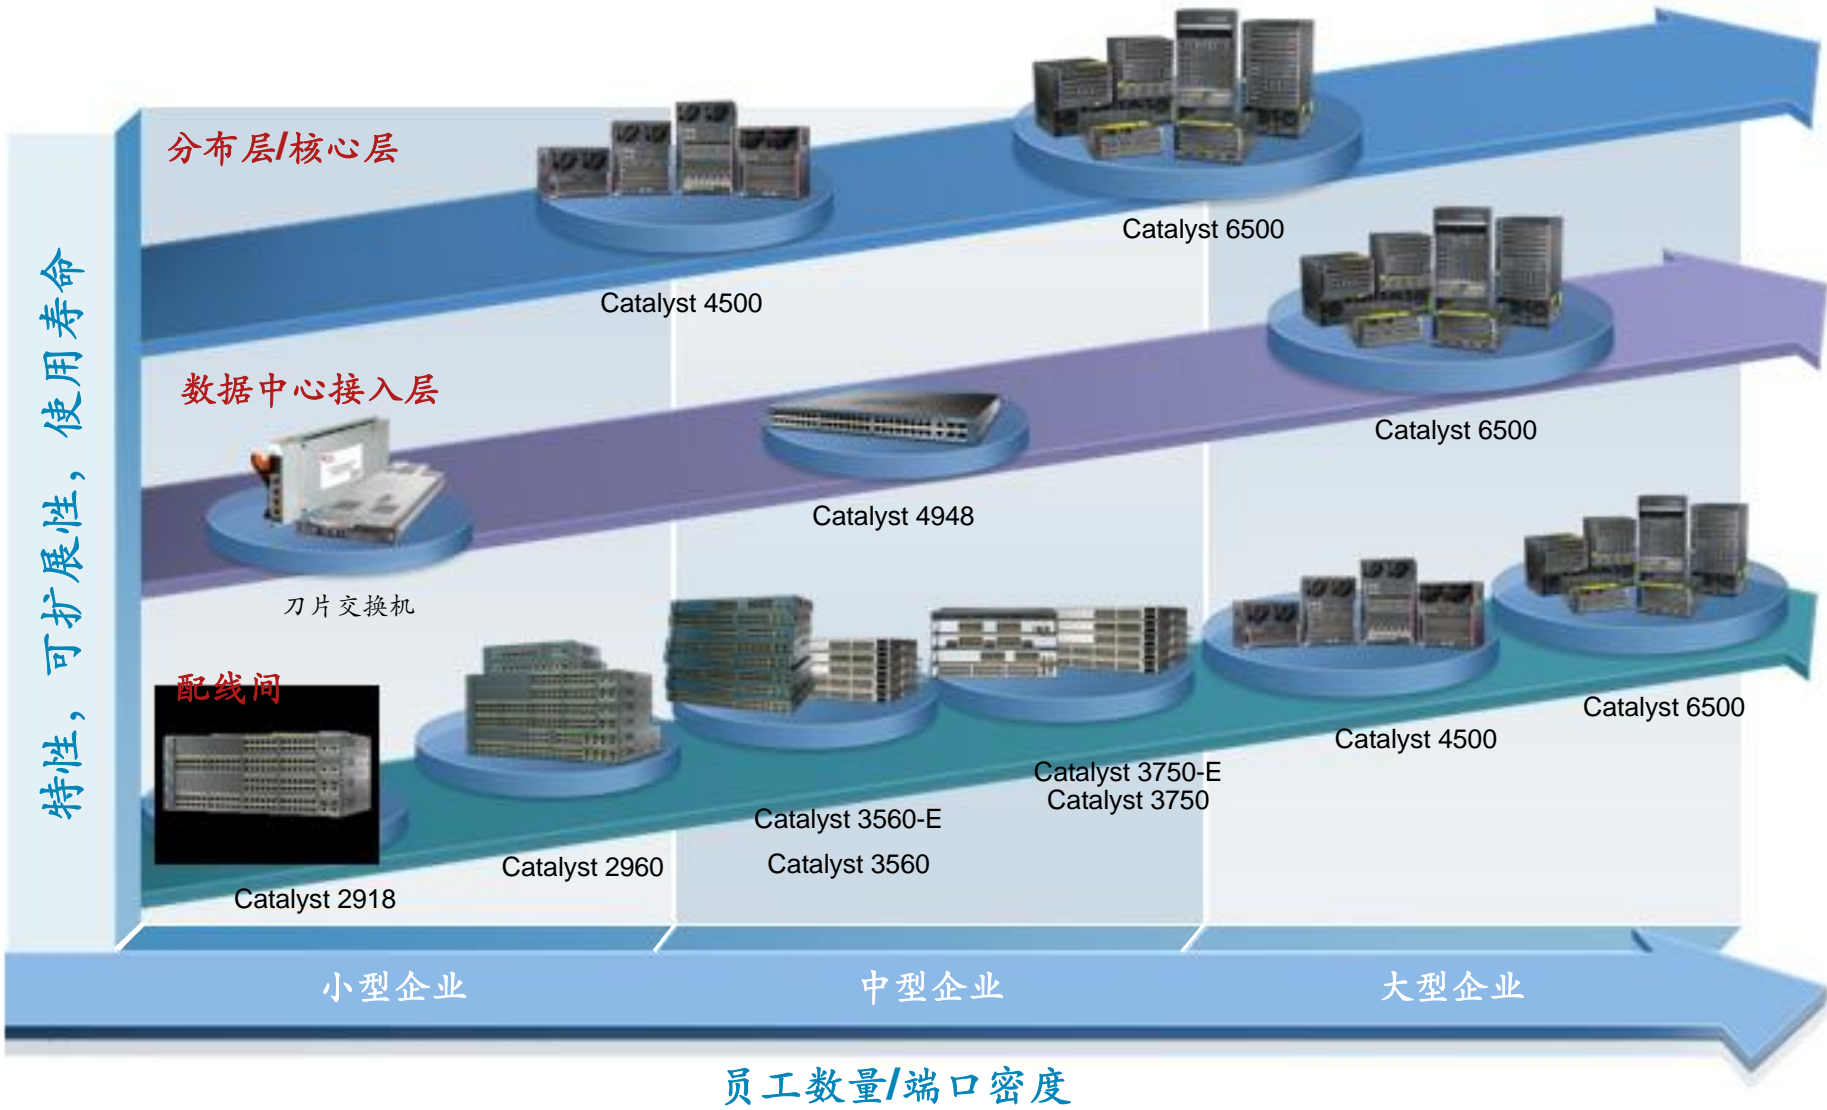 分布层/核心层
Catalyst 6500
Catalyst 4500
数据中心接入层
Catalyst 6500
Catalyst 4948
刀片交换机
配线间
Catalyst 6500
Catalyst 4500
Catalyst 3750-E
Catalyst 3750
Catalyst 3560-E
Catalyst 3560
Catalyst 2960
Catalyst 2918
特性，可扩展性，使用寿命
小型企业
中型企业
大型企业
员工数量/端口密度